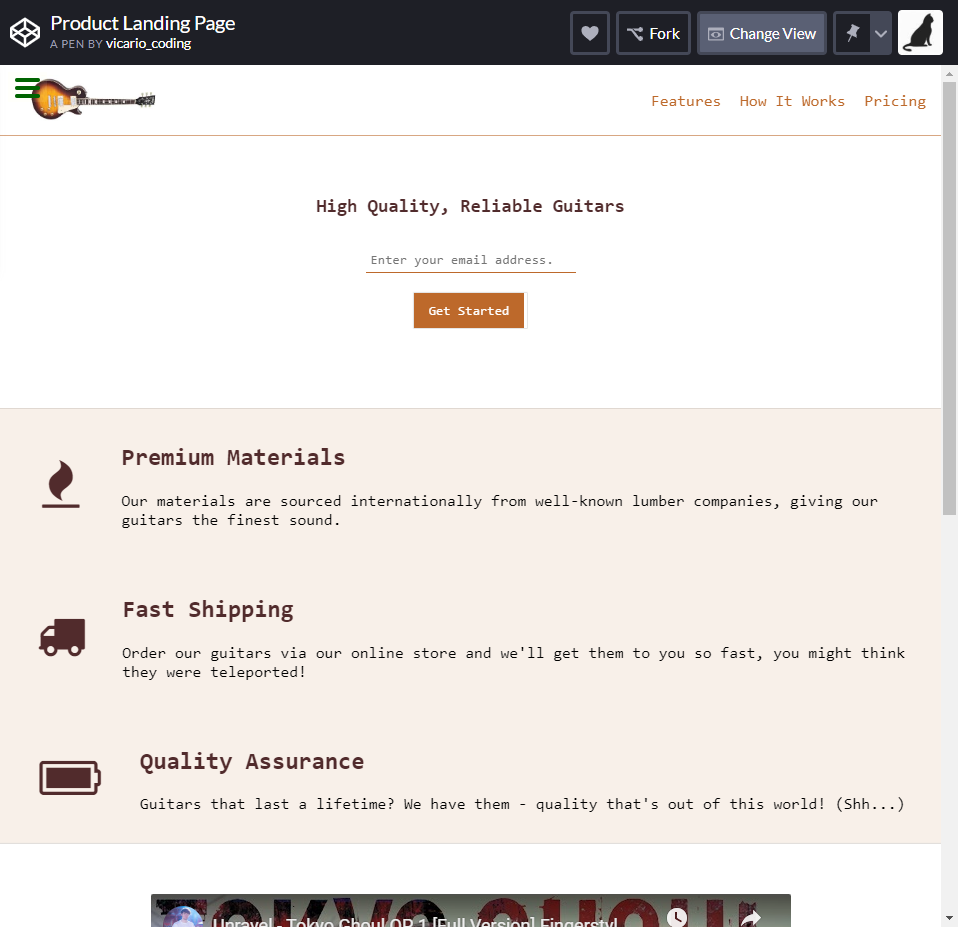 Product Landing Page
A PEN BY vicario_coding
Fork
Change View
Features How It Works Pricing
High Quality, Reliable Guitars
Enter your email address.
Get Started
Premium Materials
Our materials are sourced internationally from well-known lumber companies, giving our
guitars the finest sound.
Fast Shipping
Order our guitars via our online store and we'll get them to you so fast, you might think
they were teleported!
Quality Assurance
Guitars that last a lifetime? We have them - quality that's out of this world! (Shh...)
TOKYO GHOUL
Unravel - Tokyo Ghoul OP 1 [Full Version] Fingerstyl